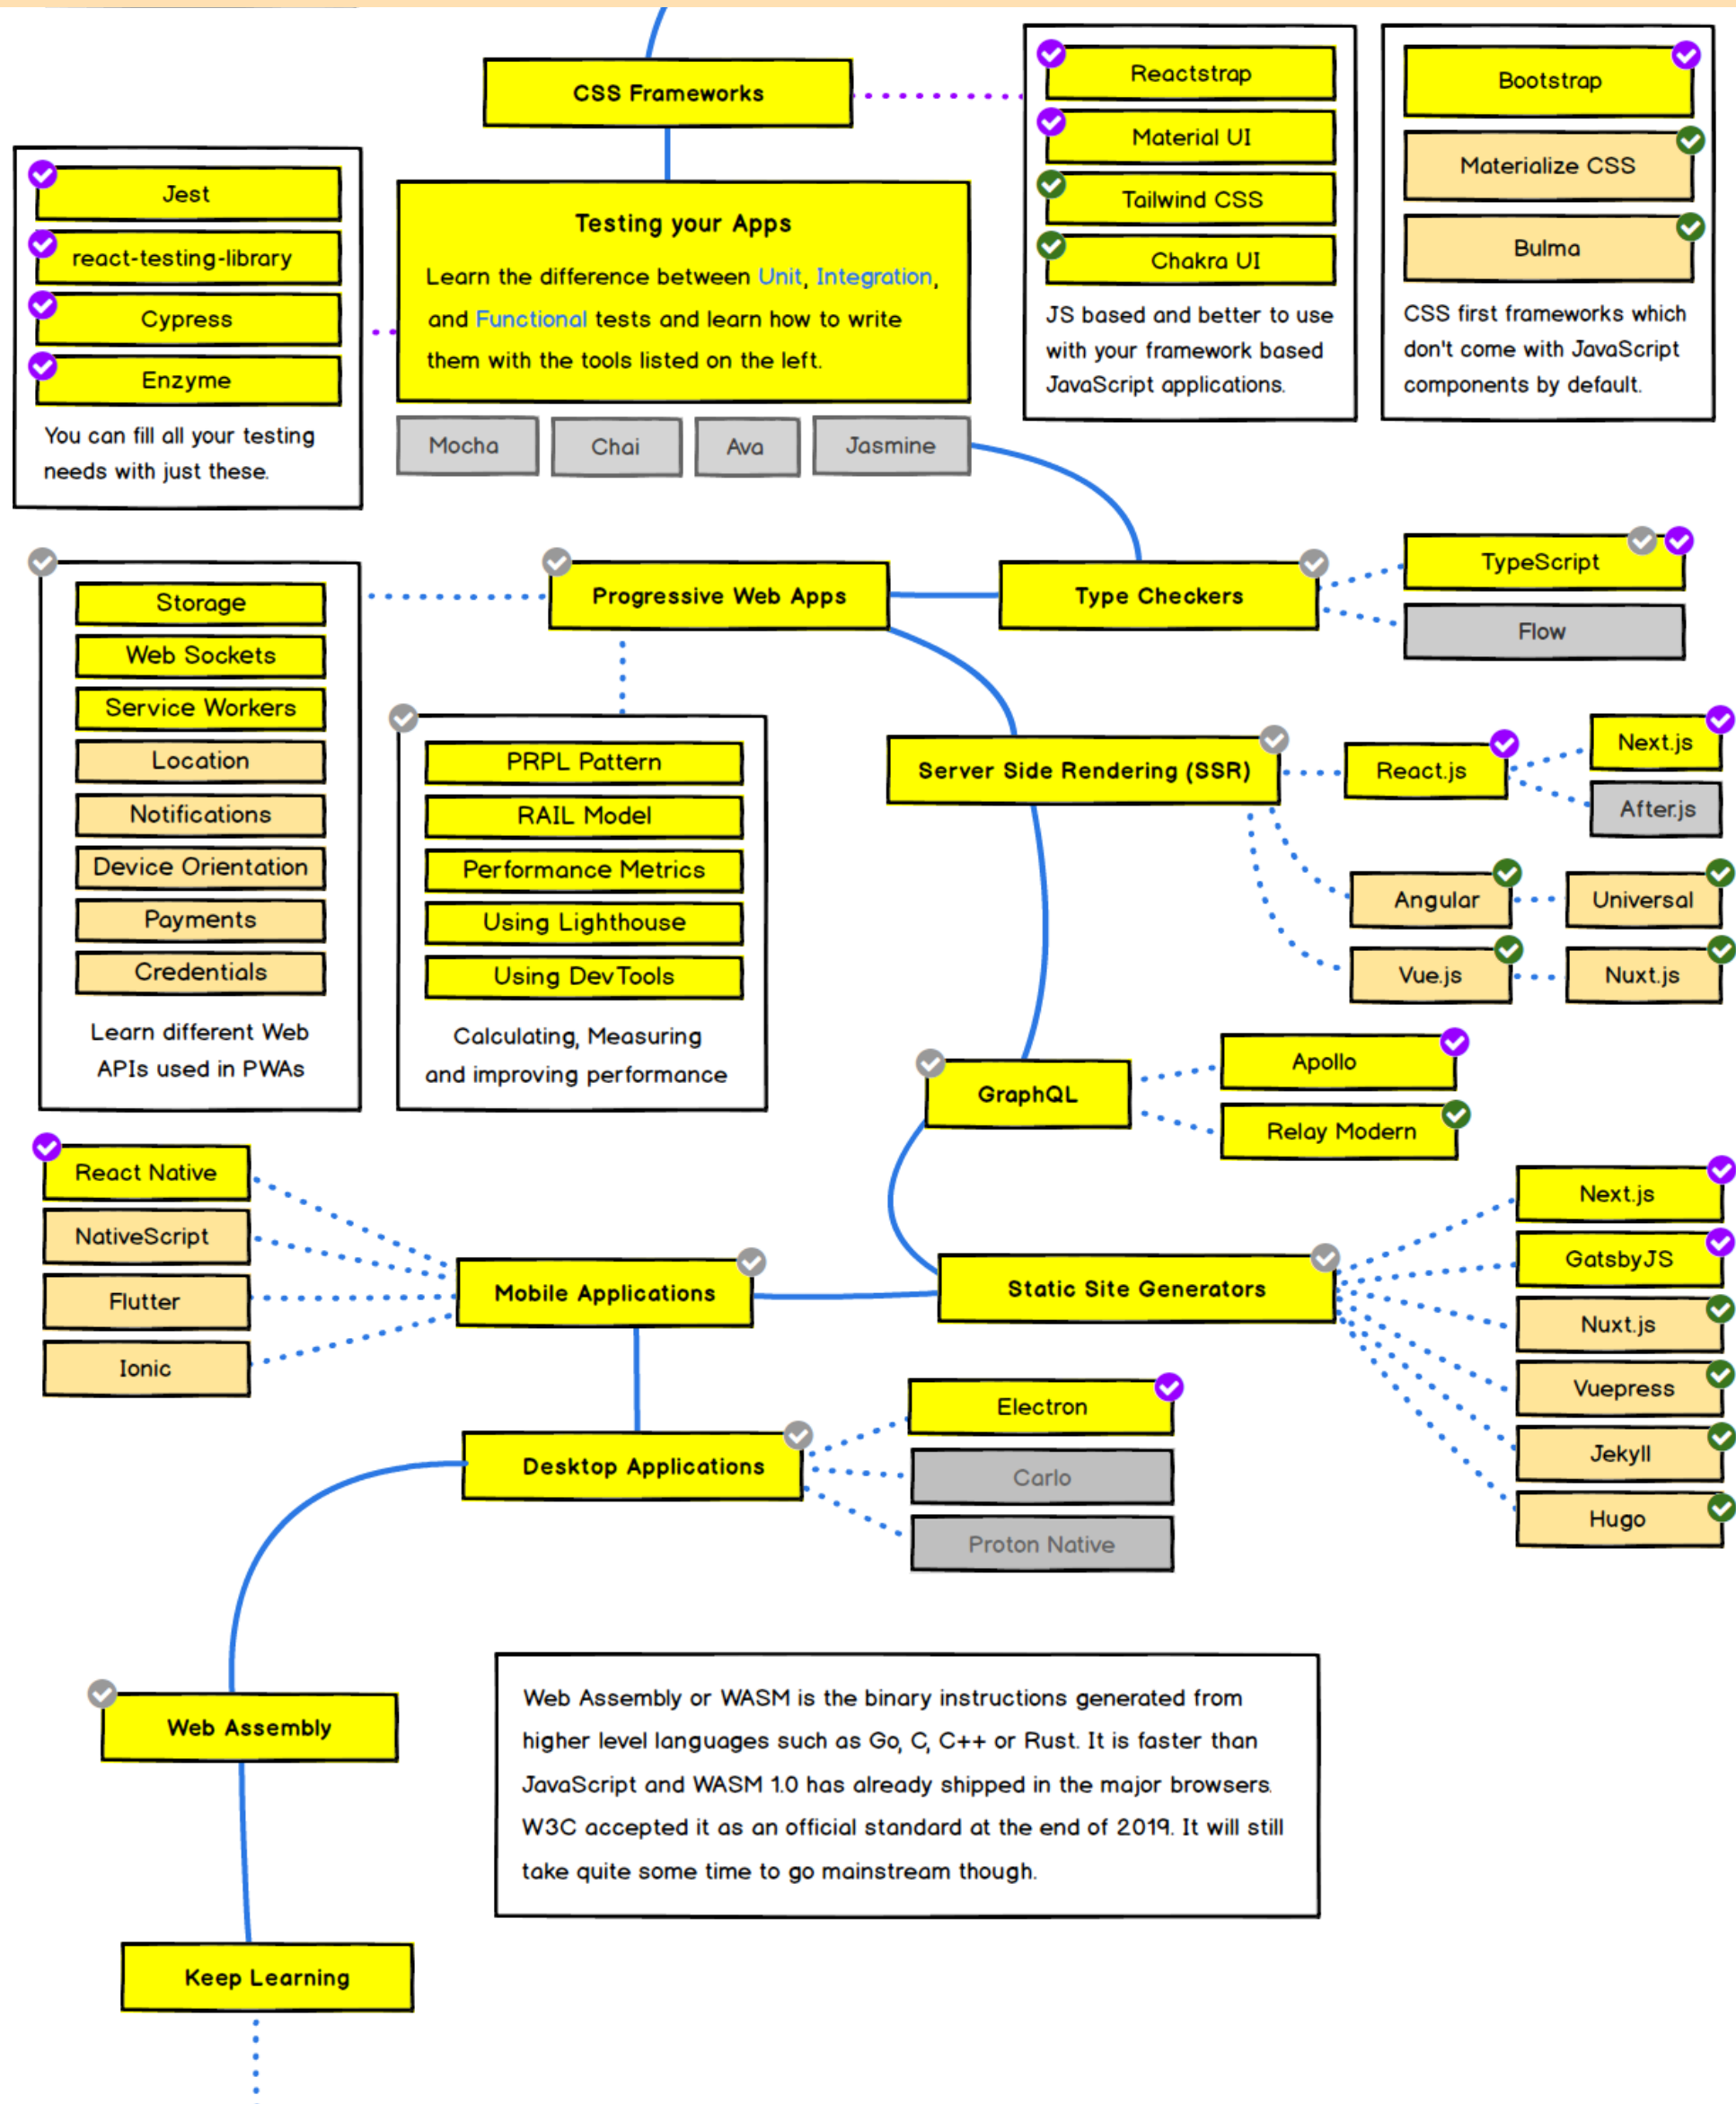 CSS Frameworks
Reactstrap
Material UI
Tailwind CSS
Chakra UI
JS based and better to use
with your framework based
JavaScript applications.
Bootstrap
Materialize CSS
Bulma
CSS first frameworks which
don't come with JavaScript
components by default.
Jest
react-testing-library
Cypress
Enzyme
You can fill all your testing
needs with just these.
Testing your Apps
Learn the difference between Unit, Integration,
and Functional tests and learn how to write
them with the tools listed on the left.
Mocha
Chai
Ava
Jasmine
Type Checkers
TypeScript
Flow
Progressive Web Apps
Storage
Web Sockets
Service Workers
Location
Notifications
Device Orientation
Payments
Credentials
Learn different Web
APIs used in PWAs
PRPL Pattern
RAIL Model
Performance Metrics
Using Lighthouse
Using DevTools
Calculating, Measuring
and improving performance
Server Side Rendering (SSR)
React.js
Next.js
After.js
Angular
Universal
Vue.js
Nuxt.js
GraphQL
Apollo
Relay Modern
React Native
NativeScript
Flutter
Ionic
Mobile Applications
Static Site Generators
Next.js
GatsbyJS
Nuxt.js
Vuepress
Jekyll
Hugo
Desktop Applications
Electron
Carlo
Proton Native
Web Assembly
Web Assembly or WASM is the binary instructions generated from
higher level languages such as Go, C, C++ or Rust. It is faster than
JavaScript and WASM 1.0 has already shipped in the major browsers.
W3C accepted it as an official standard at the end of 2019. It will still
take quite some time to go mainstream though.
Keep Learning